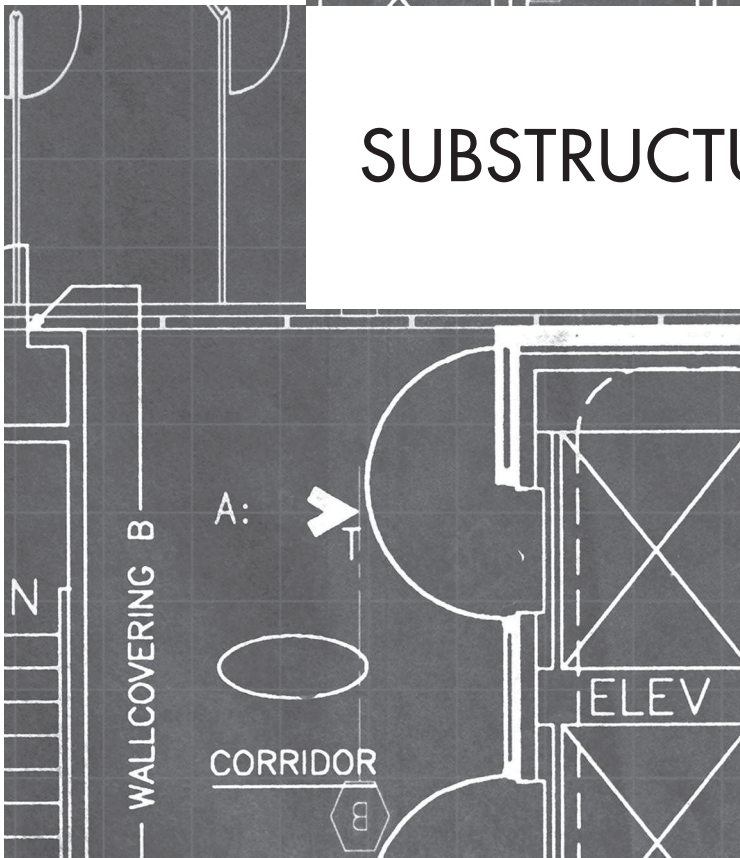 SUBSTRUCTU
A:
T
WALLCOVERING B
N
ELEV
CORRIDOR
B